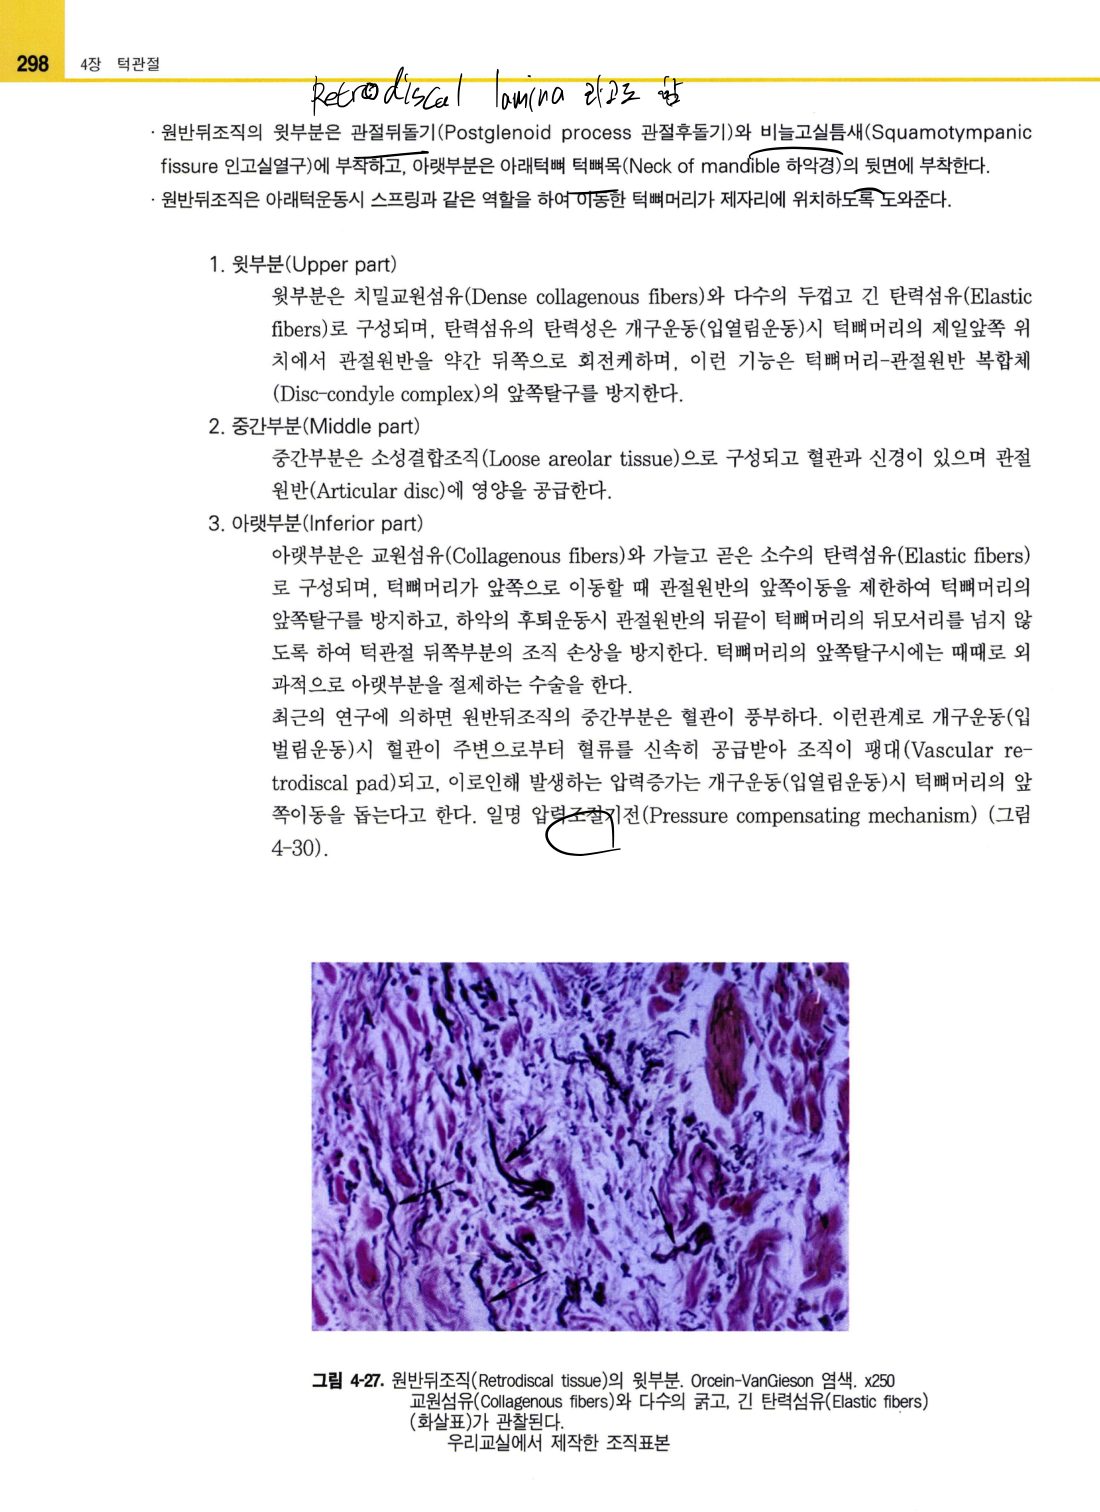 298 4장 턱관절
Retrodiscal lamina 라고도 함
· 원반뒤조직의 윗부분은 관절뒤돌기(Postglenoid process 관절후돌기)와 비늘고실틈새(Squamotympanic
fissure 인고실열구)에 부착하고, 아랫부분은 아래턱뼈 턱뼈목(Neck of mandible 하악경)의 뒷면에 부착한다.
· 원반뒤조직은 아래턱운동시 스프링과 같은 역할을 하여 이동한 턱뼈머리가 제자리에 위치하도록 도와준다.
1. 윗부분(Upper part)
윗부분은 치밀교원섬유(Dense collagenous fibers)와 다수의 두껍고 긴 탄력섬유(Elastic
fibers)로 구성되며, 탄력섬유의 탄력성은 개구운동(입열림운동)시 턱뼈머리의 제일앞쪽 위
치에서 관절원반을 약간 뒤쪽으로 회전케하며, 이런 기능은 턱뼈머리-관절원반 복합체
(Disc-condyle complex)의 앞쪽탈구를 방지한다.
2. 중간부분(Middle part)
중간부분은 소성결합조직(Loose areolar tissue)으로 구성되고 혈관과 신경이 있으며 관절
원반(Articular disc)에 영양을 공급한다.
3. 아랫부분(Inferior part)
아랫부분은 교원섬유(Collagenous fibers)와 가늘고 곧은 소수의 탄력섬유(Elastic fibers)
로 구성되며, 턱뼈머리가 앞쪽으로 이동할 때 관절원반의 앞쪽이동을 제한하여 턱뼈머리의
앞쪽탈구를 방지하고, 하악의 후퇴운동시 관절원반의 뒤끝이 턱뼈머리의 뒤모서리를 넘지 않
도록 하여 턱관절 뒤쪽부분의 조직 손상을 방지한다. 턱뼈머리의 앞쪽탈구시에는 때때로 외
과적으로 아랫부분을 절제하는 수술을 한다.
최근의 연구에 의하면 원반뒤조직의 중간부분은 혈관이 풍부하다. 이런관계로 개구운동(입
벌림운동)시 혈관이 주변으로부터 혈류를 신속히 공급받아 조직이 팽대(Vascular re-
trodiscal pad)되고, 이로인해 발생하는 압력증가는 개구운동(입열림운동)시 턱뼈머리의 앞
쪽이동을 돕는다고 한다. 일명 압력조절기전(Pressure compensating mechanism) (그림
4-30).
그림 4-27. 원반뒤조직(Retrodiscal tissue)의 윗부분. Orcein-VanGieson 염색. x250
교원섬유(Collagenous fibers)와 다수의 굵고, 긴 탄력섬유(Elastic fibers)
(화살표)가 관찰된다.
우리교실에서 제작한 조직표본